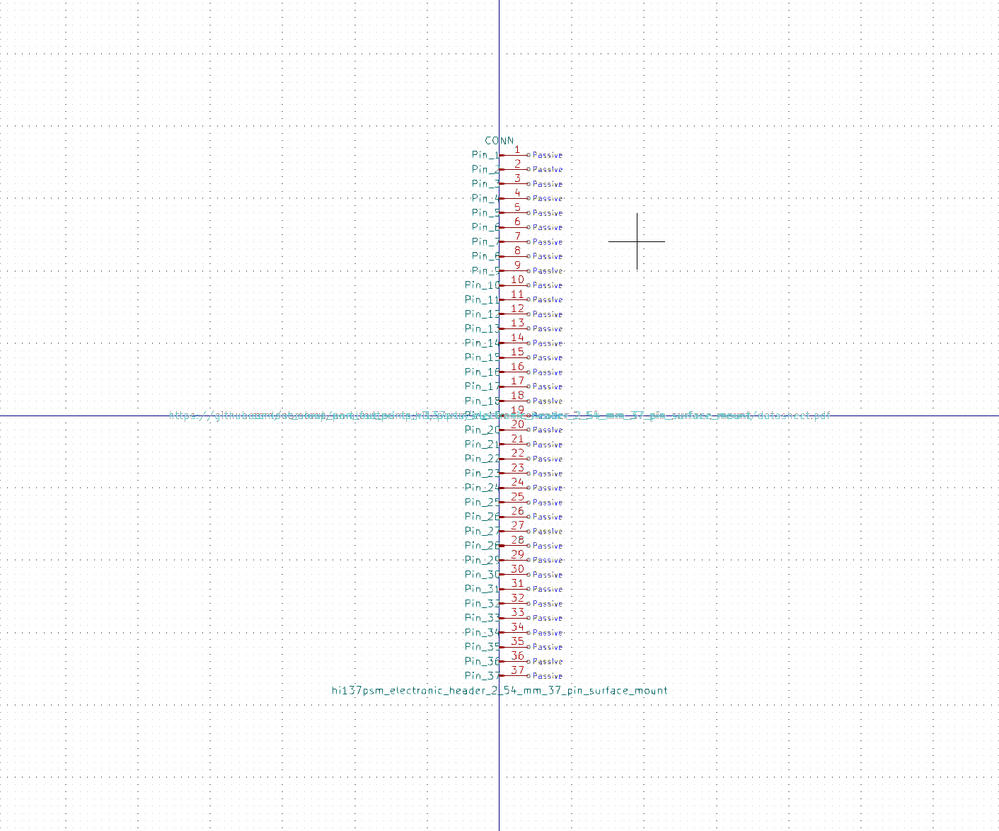 CONN
Pin_1 1 Passive
Pin_2 2 Passive
Pin_3 3 Passive
Pin_4 4 Passive
Pin_5 5 Passive
Pin_6 6 Passive
Pin_7 7 Passive
Pin_8 8 Passive
Pin_9 9 Passive
Pin_10 10 Passive
Pin_11 11 Passive
Pin_12 12 Passive
Pin_13 13 Passive
Pin_14 14 Passive
Pin_15 15 Passive
Pin_16 16 Passive
Pin_17 17 Passive
Pin_18 18 Passive
19
Pin_20 20 Passive
Pin_21 21 Passive
Pin_22 22 Passive
Pin_23 23 Passive
Pin_24 24 Passive
Pin_25 25 Passive
Pin_26 26 Passive
Pin_27 27 Passive
Pin_28 28 Passive
Pin_29 29 Passive
Pin_30 30 Passive
Pin_31 31 Passive
Pin_32 32 Passive
Pin_33 33 Passive
Pin_34 34 Passive
Pin_35 35 Passive
Pin_36 36 Passive
Pin_37 37 Passive
hi137psm_electronic_header_2_54_mm_37_pin_surface_mount